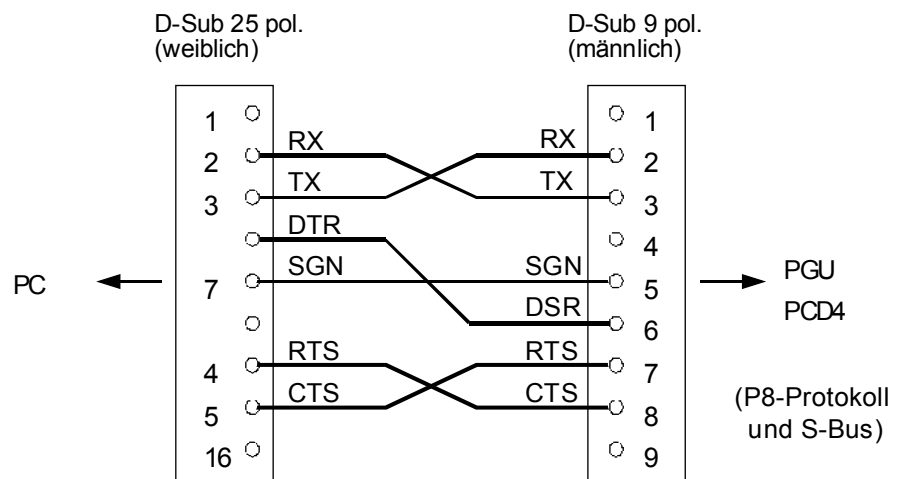 D-Sub 25 pol.
(weiblich)
D-Sub 9 pol.
(männlich)
1
1
2
RX
RX
2
3
TX
TX
3
DTR
4
PC
7
SGN
SGN
5
PGU
DSR
6
PCD4
4
RTS
RTS
7
5
CTS
CTS
8
(P8-Protokoll
und S-Bus)
16
9